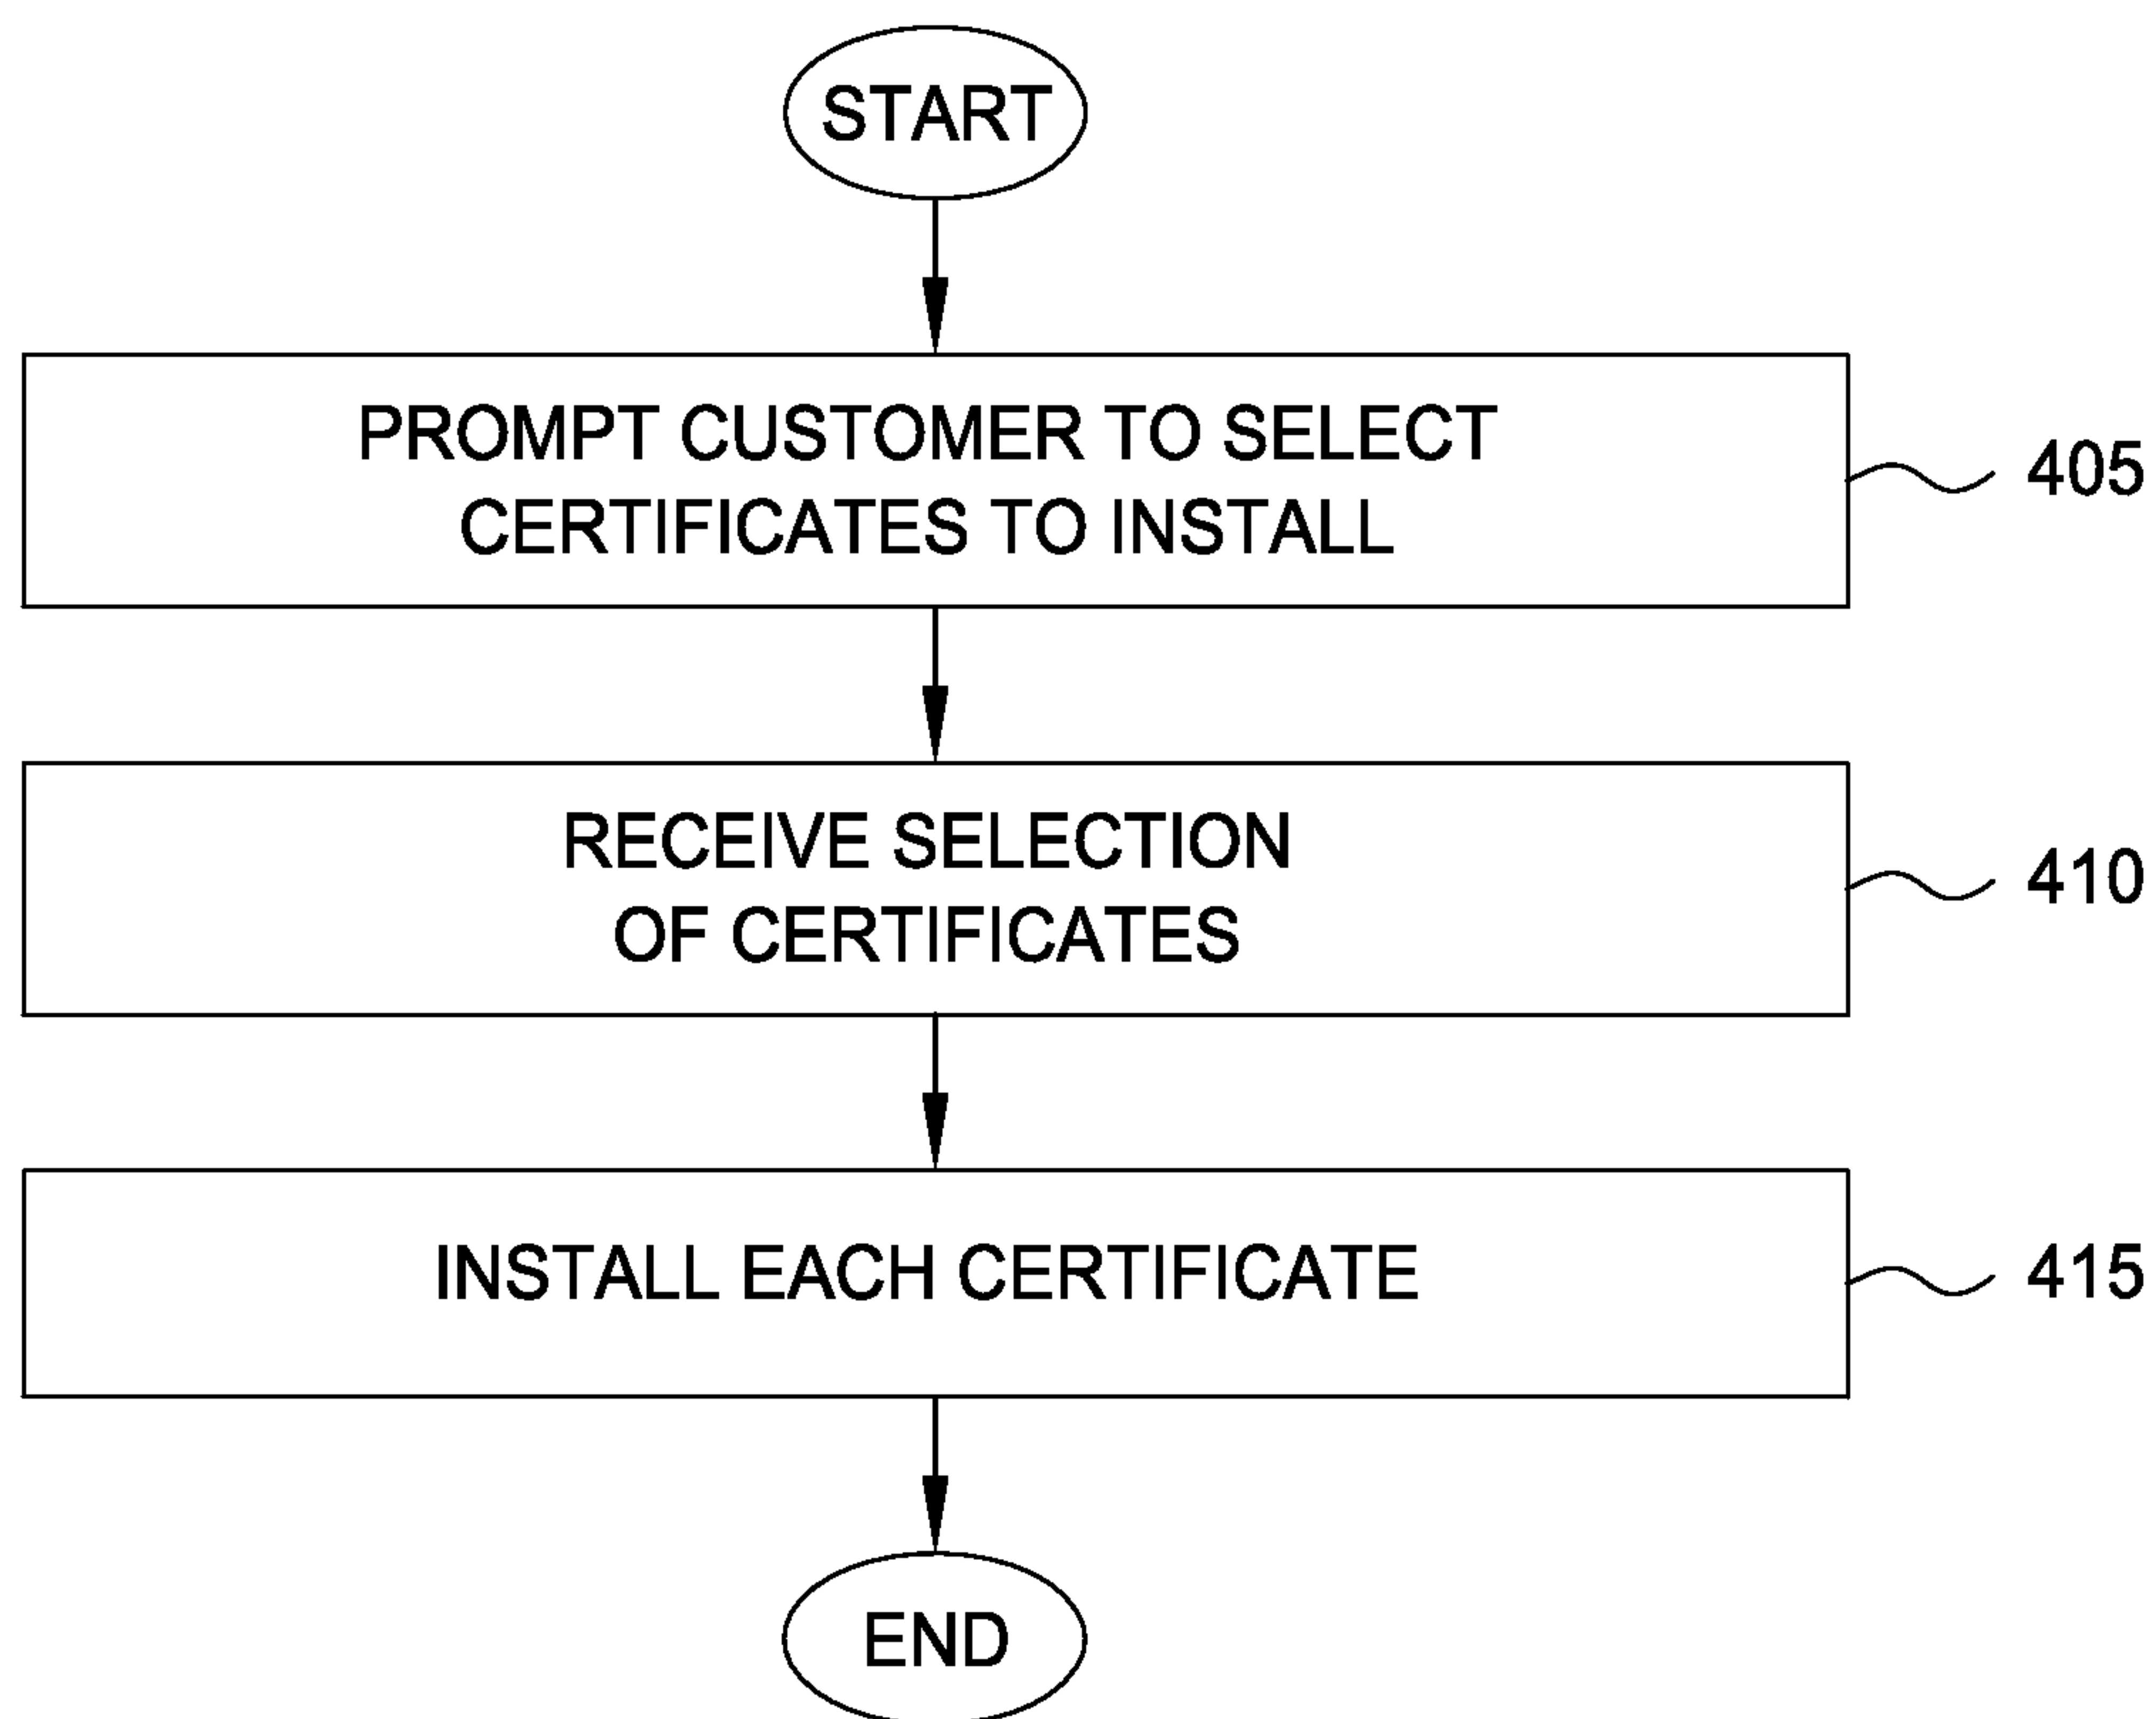 START
PROMPT CUSTOMER TO SELECT
CERTIFICATES TO INSTALL
405
RECEIVE SELECTION
OF CERTIFICATES
410
INSTALL EACH CERTIFICATE
415
END